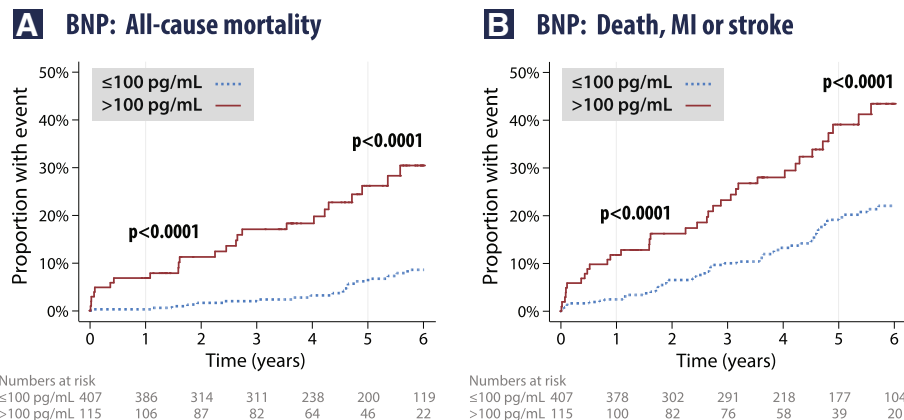 A BNP: All-cause mortality
50%
40%
30%
20%
10%
0%
Proportion with event
≤100 pg/mL
>100 pg/mL
p<0.0001
p<0.0001
0 1 2 3 4 5 6
Time (years)
Numbers at risk
≤100 pg/mL 407 386 314 311 238 200 119
>100 pg/mL 115 106 87 82 64 46 22
B BNP: Death, MI or stroke
50%
40%
30%
20%
10%
0%
Proportion with event
≤100 pg/mL
>100 pg/mL
p<0.0001
p<0.0001
0 1 2 3 4 5 6
Time (years)
Numbers at risk
≤100 pg/mL 407 378 302 291 218 177 104
>100 pg/mL 115 100 82 76 58 39 20